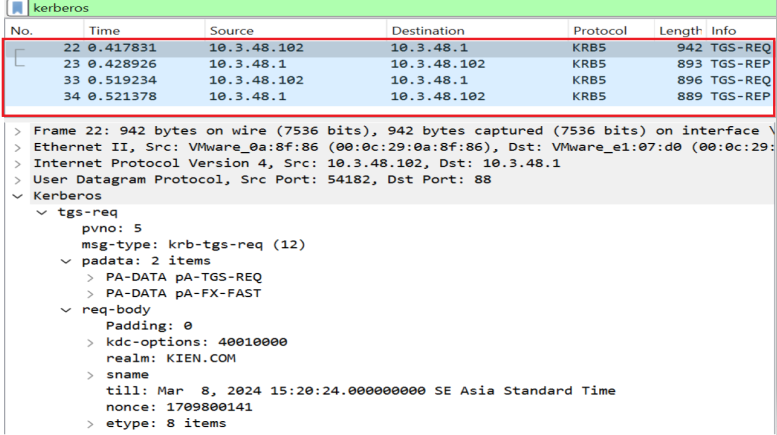 kerberos
No. Time Source Destination Protocol Length Info
22 0.417831 10.3.48.102 10.3.48.1 KRB5 942 TGS-REQ
23 0.428926 10.3.48.1 10.3.48.102 KRB5 893 TGS-REP
33 0.519234 10.3.48.102 10.3.48.1 KRB5 896 TGS-REQ
34 0.521378 10.3.48.1 10.3.48.102 KRB5 889 TGS-REP
> Frame 22: 942 bytes on wire (7536 bits), 942 bytes captured (7536 bits) on interface \
> Ethernet II, Src: VMware_0a:8f:86 (00:0c:29:0a:8f:86), Dst: VMware_e1:07:d0 (00:0c:29:
> Internet Protocol Version 4, Src: 10.3.48.102, Dst: 10.3.48.1
> User Datagram Protocol, Src Port: 54182, Dst Port: 88
Kerberos
tgs-req
pvno: 5
msg-type: krb-tgs-req (12)
padata: 2 items
> PA-DATA pA-TGS-REQ
> PA-DATA pA-FX-FAST
req-body
Padding: 0
> kdc-options: 40010000
realm: KIEN.COM
> sname
till: Mar  8, 2024 15:20:24.000000000 SE Asia Standard Time
nonce: 1709800141
> etype: 8 items